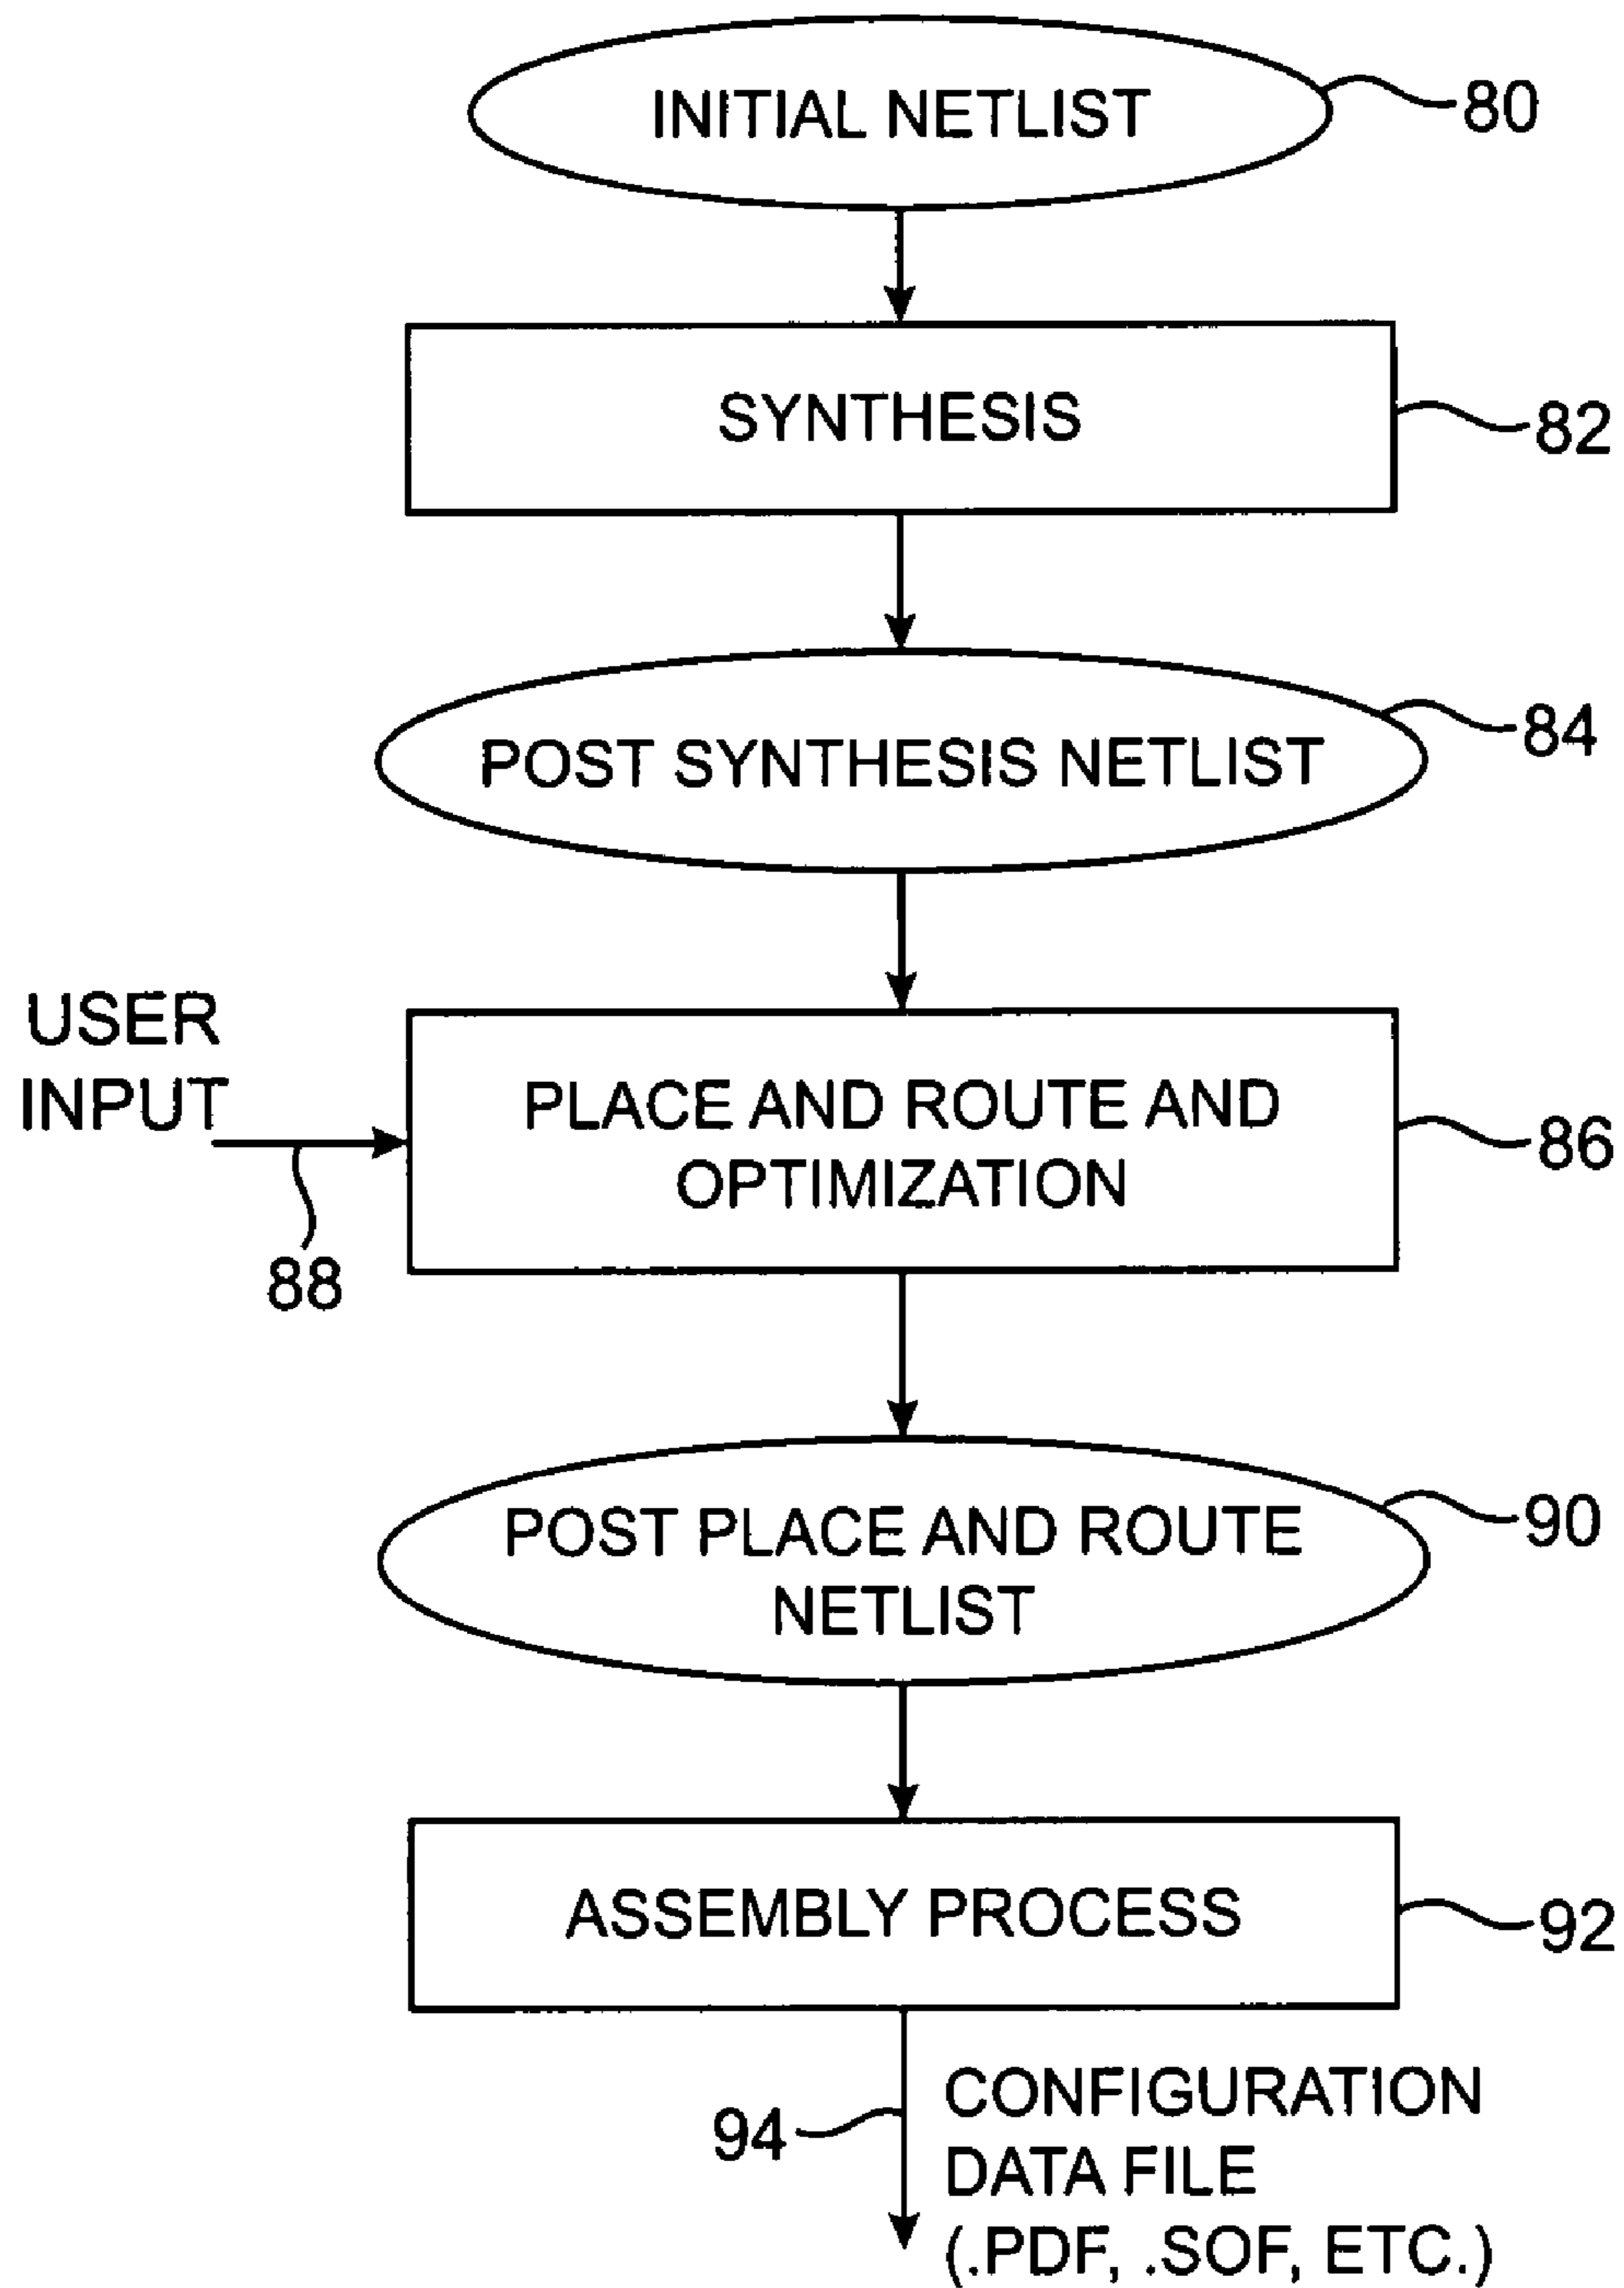 INITIAL NETLIST
80
SYNTHESIS
82
POST SYNTHESIS NETLIST
84
USER
INPUT
88
PLACE AND ROUTE AND
OPTIMIZATION
86
POST PLACE AND ROUTE
NETLIST
90
ASSEMBLY PROCESS
92
94
CONFIGURATION
DATA FILE
(.PDF, .SOF, ETC.)